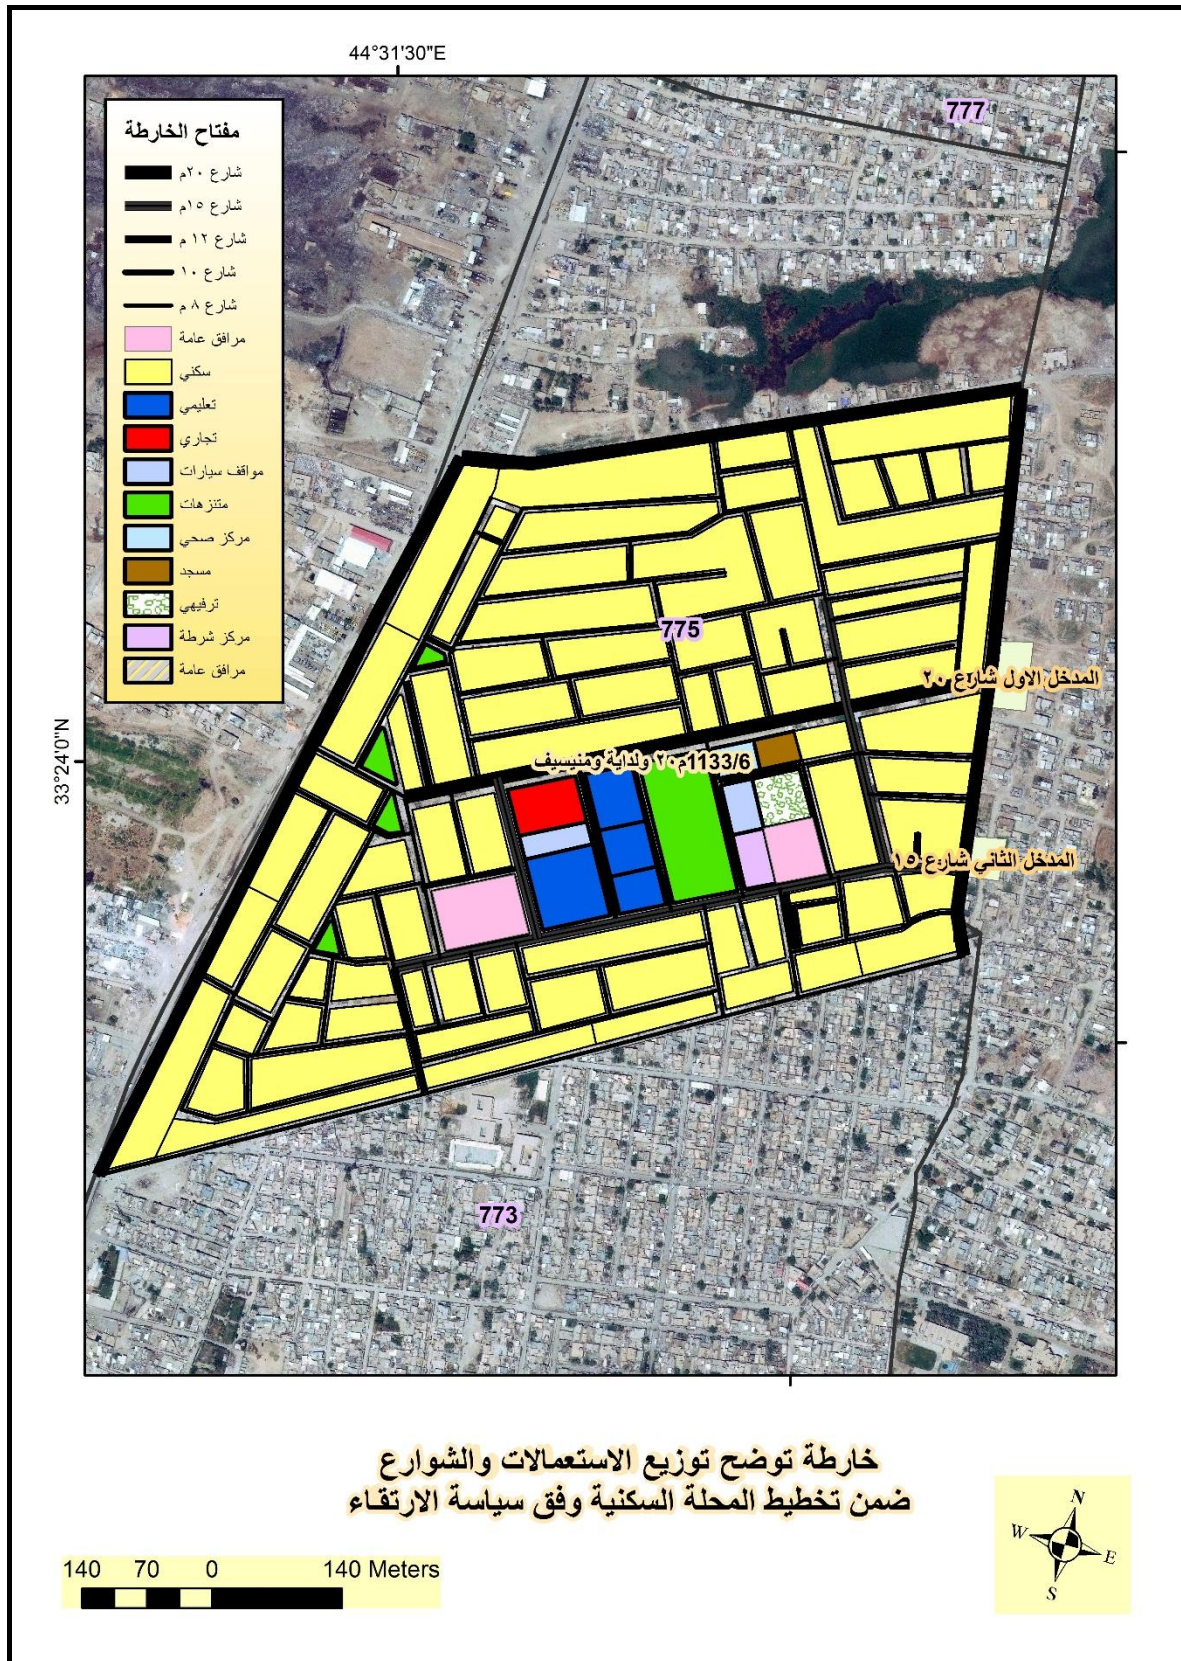 44°31'30"E
777
مفتاح الخارطة
شارع ٢٠م
شارع ١٥م
شارع ١٢ م
شارع ١٠
شارع ٨ م
مرافق عامة
سكني
تعليمي
تجاري
مواقف سيارات
متنزهات
مركز صحي
مسجد
ترفيهي
مركز شرطة
مرافق عامة
775
المدخل الاول شارع ٢٠
33°24'0"N
1133/6م٢٠ ولداية ومنيسيف
المدخل الثاني شارع ١٥
773
خارطة توضح توزيع الاستعمالات والشوارع
ضمن تخطيط المحلة السكنية وفق سياسة الارتقاء
N
W
E
S
140 70 0 140 Meters